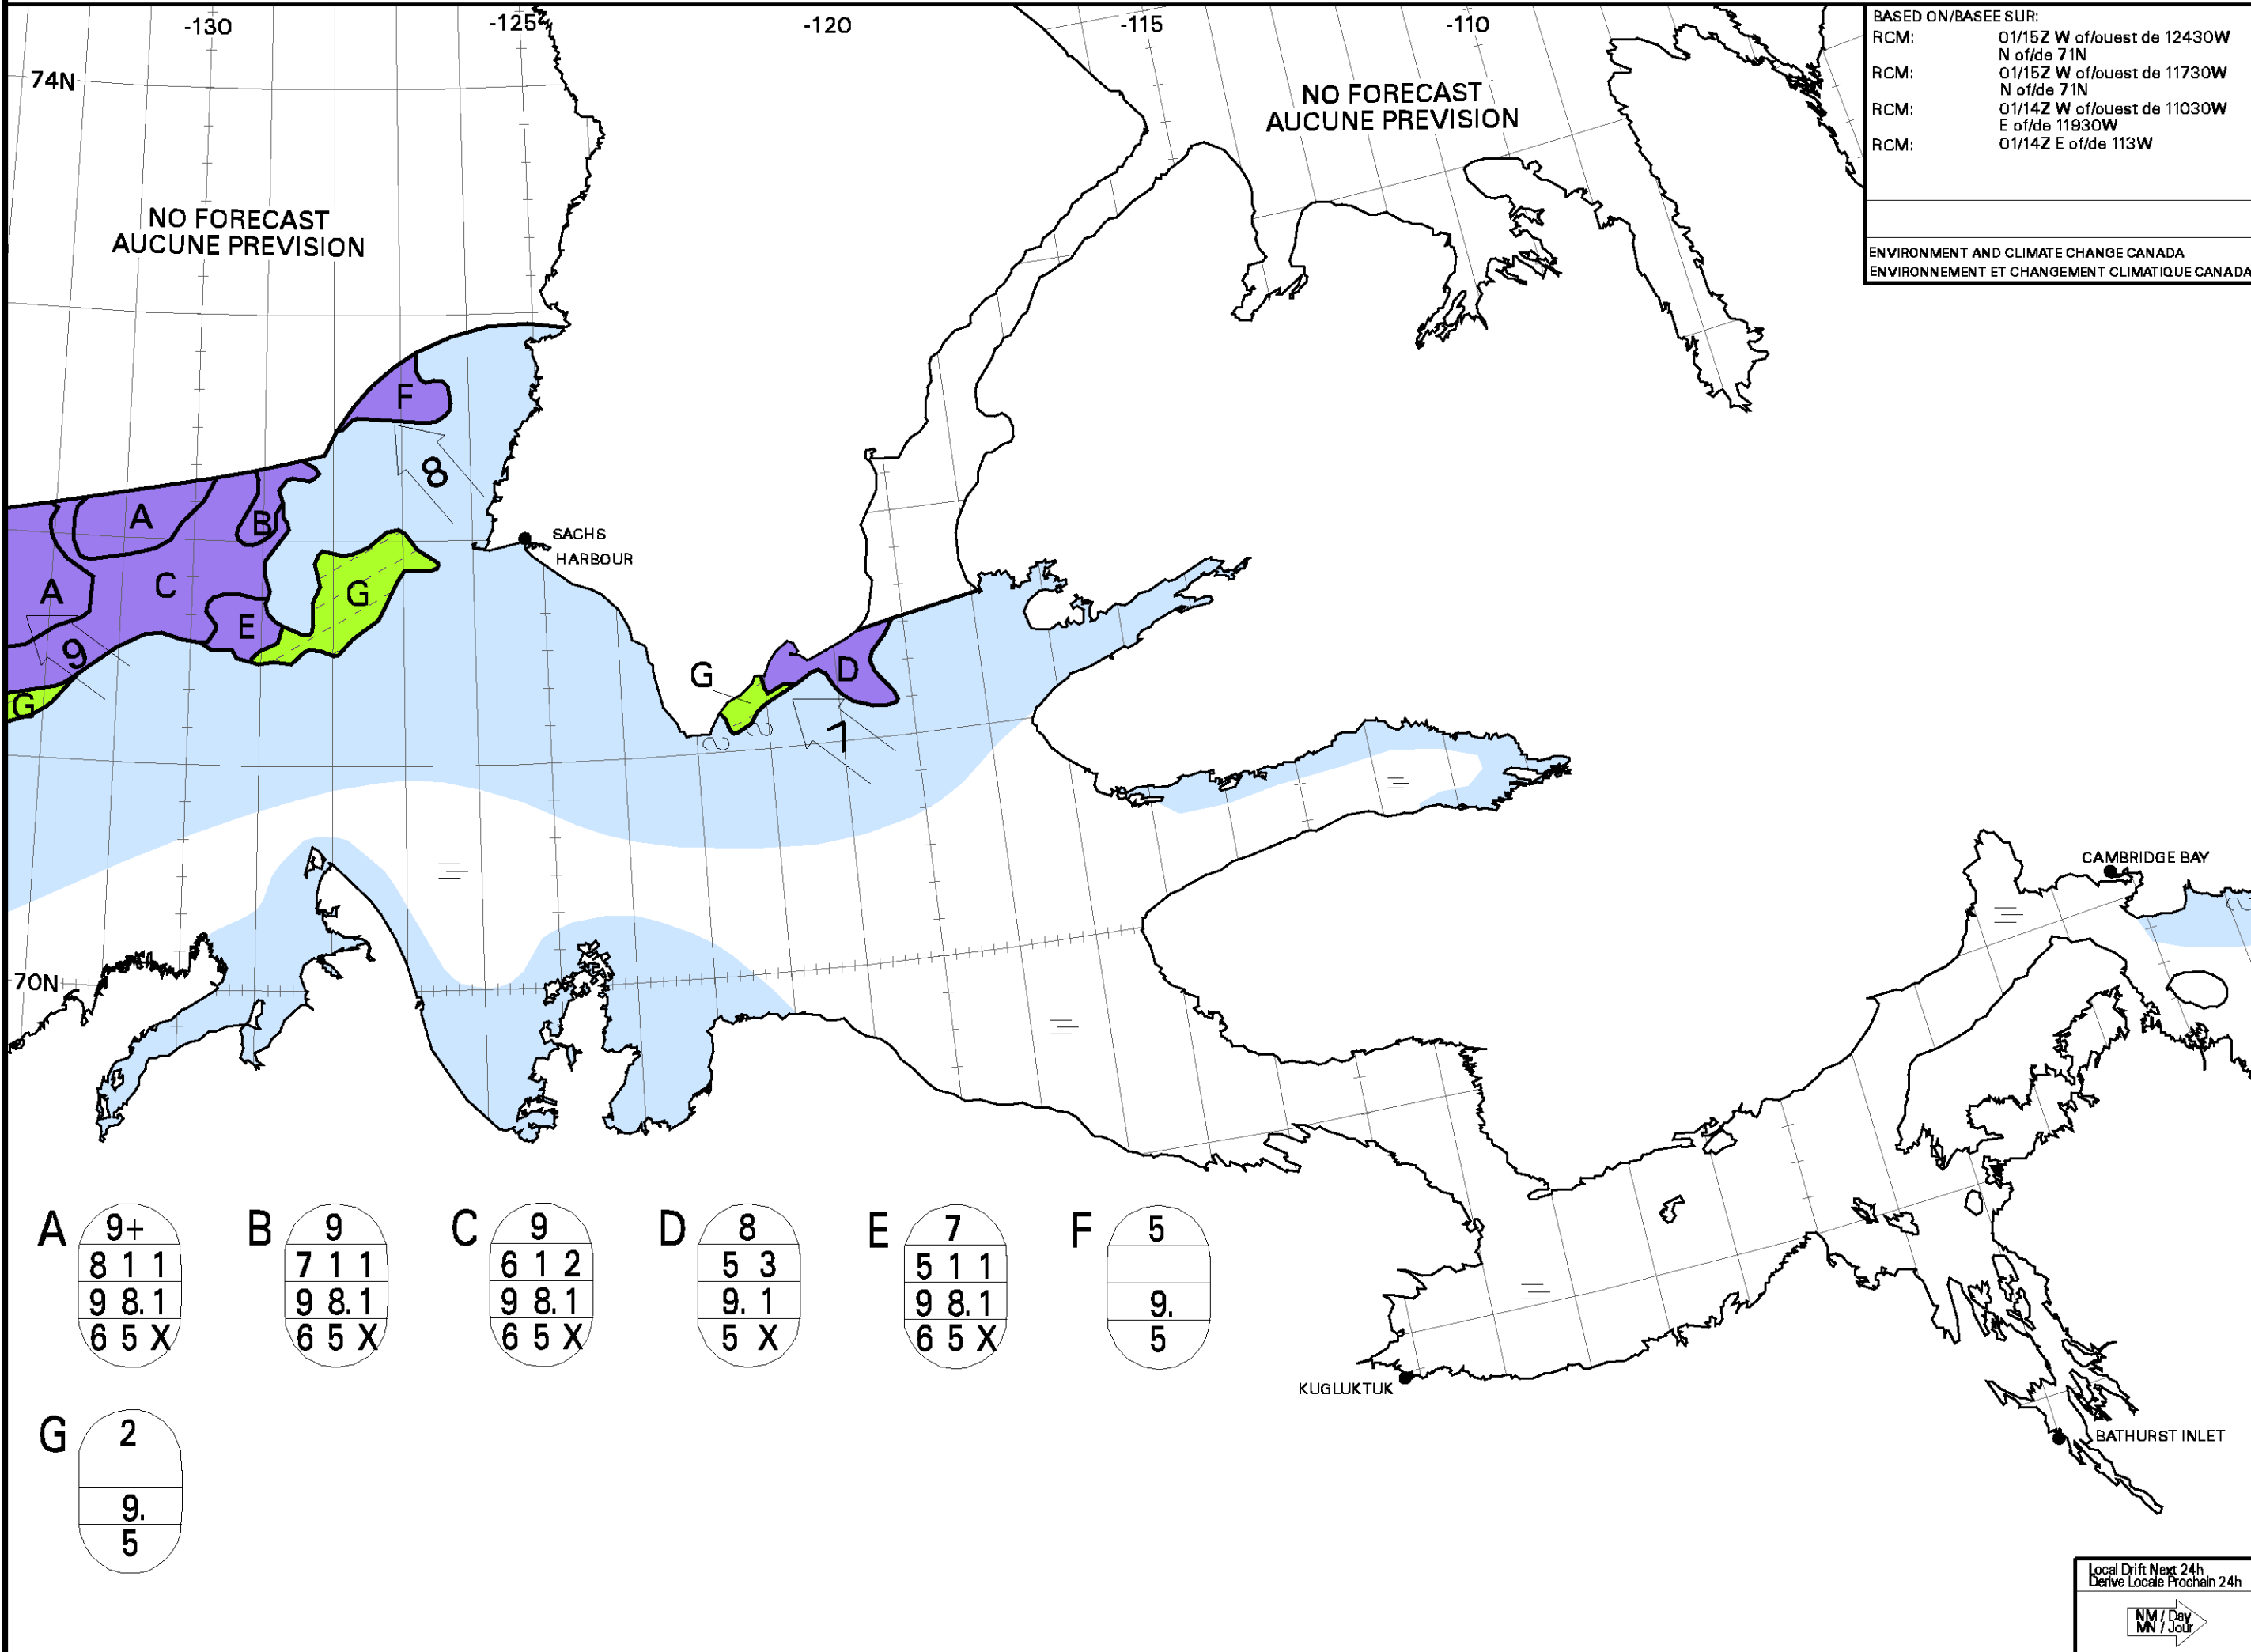 -130
-125
-120
-115
-110
74N
NO FORECAST
AUCUNE PREVISION
NO FORECAST
AUCUNE PREVISION
BASED ON/BASEE SUR:
RCM: 01/15Z W of/ouest de 12430W
N of/de 71N
RCM: 01/15Z W of/ouest de 11730W
N of/de 71N
RCM: 01/14Z W of/ouest de 11030W
E of/de 11930W
RCM: 01/14Z E of/de 113W
ENVIRONMENT AND CLIMATE CHANGE CANADA
ENVIRONNEMENT ET CHANGEMENT CLIMATIQUE CANADA
F
8
A
B
SACHS
HARBOUR
A
C
G
E
9
G
G
D
7
CAMBRIDGE BAY
70N
KUGLUKTUK
BATHURST INLET
A
9+
8 1 1
9 8. 1
6 5 X
B
9
7 1 1
9 8. 1
6 5 X
C
9
6 1 2
9 8. 1
6 5 X
D
8
5 3
9. 1
5 X
E
7
5 1 1
9 8. 1
6 5 X
F
5
9.
5
G
2
9.
5
Local Drift Next 24h
Derive Locale Prochain 24h
NM / Day
MN / Jour